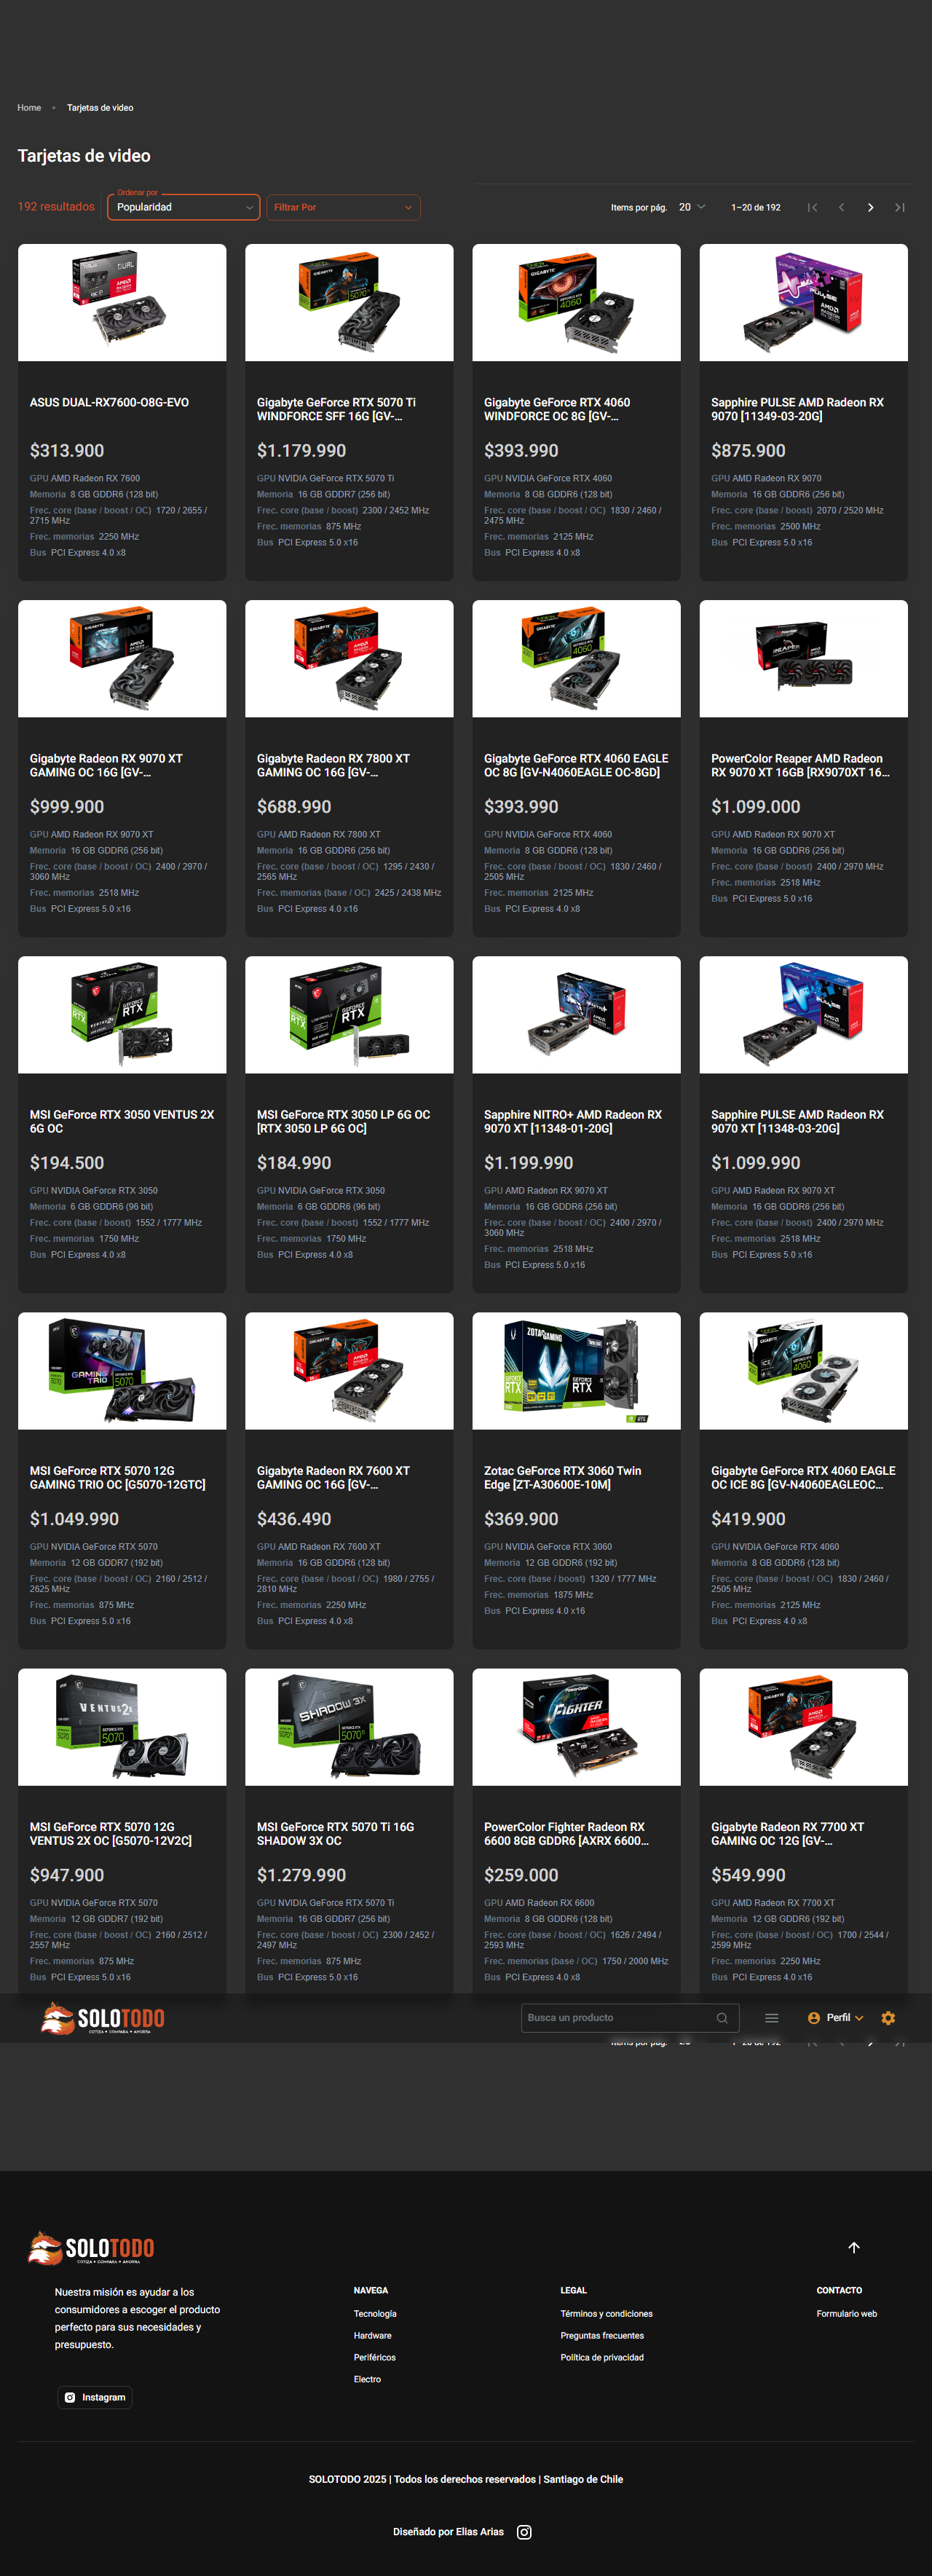 Home • Tarjetas de video
Tarjetas de video
192 resultados
Ordenar por
Popularidad
Filtrar Por
Items por pág. 20
1–20 de 192
ASUS DUAL-RX7600-O8G-EVO
$313.900
GPU AMD Radeon RX 7600
Memoria 8 GB GDDR6 (128 bit)
Frec. core (base / boost / OC) 1720 / 2655 /
2715 MHz
Frec. memorias 2250 MHz
Bus PCI Express 4.0 x8
Gigabyte GeForce RTX 5070 Ti
WINDFORCE SFF 16G [GV-...
$1.179.990
GPU NVIDIA GeForce RTX 5070 Ti
Memoria 16 GB GDDR7 (256 bit)
Frec. core (base / boost) 2300 / 2452 MHz
Frec. memorias 875 MHz
Bus PCI Express 5.0 x16
Gigabyte GeForce RTX 4060
WINDFORCE OC 8G [GV-...
$393.990
GPU NVIDIA GeForce RTX 4060
Memoria 8 GB GDDR6 (128 bit)
Frec. core (base / boost / OC) 1830 / 2460 /
2475 MHz
Frec. memorias 2125 MHz
Bus PCI Express 4.0 x8
Sapphire PULSE AMD Radeon RX
9070 [11349-03-20G]
$875.900
GPU AMD Radeon RX 9070
Memoria 16 GB GDDR6 (256 bit)
Frec. core (base / boost) 2070 / 2520 MHz
Frec. memorias 2500 MHz
Bus PCI Express 5.0 x16
Gigabyte Radeon RX 9070 XT
GAMING OC 16G [GV-...
$999.900
GPU AMD Radeon RX 9070 XT
Memoria 16 GB GDDR6 (256 bit)
Frec. core (base / boost / OC) 2400 / 2970 /
3060 MHz
Frec. memorias 2518 MHz
Bus PCI Express 5.0 x16
Gigabyte Radeon RX 7800 XT
GAMING OC 16G [GV-...
$688.990
GPU AMD Radeon RX 7800 XT
Memoria 16 GB GDDR6 (256 bit)
Frec. core (base / boost / OC) 1295 / 2430 /
2565 MHz
Frec. memorias (base / OC) 2425 / 2438 MHz
Bus PCI Express 4.0 x16
Gigabyte GeForce RTX 4060 EAGLE
OC 8G [GV-N4060EAGLE OC-8GD]
$393.990
GPU NVIDIA GeForce RTX 4060
Memoria 8 GB GDDR6 (128 bit)
Frec. core (base / boost / OC) 1830 / 2460 /
2505 MHz
Frec. memorias 2125 MHz
Bus PCI Express 4.0 x8
PowerColor Reaper AMD Radeon
RX 9070 XT 16GB [RX9070XT 16...
$1.099.000
GPU AMD Radeon RX 9070 XT
Memoria 16 GB GDDR6 (256 bit)
Frec. core (base / boost) 2400 / 2970 MHz
Frec. memorias 2518 MHz
Bus PCI Express 5.0 x16
MSI GeForce RTX 3050 VENTUS 2X
6G OC
$194.500
GPU NVIDIA GeForce RTX 3050
Memoria 6 GB GDDR6 (96 bit)
Frec. core (base / boost) 1552 / 1777 MHz
Frec. memorias 1750 MHz
Bus PCI Express 4.0 x8
MSI GeForce RTX 3050 LP 6G OC
[RTX 3050 LP 6G OC]
$184.990
GPU NVIDIA GeForce RTX 3050
Memoria 6 GB GDDR6 (96 bit)
Frec. core (base / boost) 1552 / 1777 MHz
Frec. memorias 1750 MHz
Bus PCI Express 4.0 x8
Sapphire NITRO+ AMD Radeon RX
9070 XT [11348-01-20G]
$1.199.990
GPU AMD Radeon RX 9070 XT
Memoria 16 GB GDDR6 (256 bit)
Frec. core (base / boost / OC) 2400 / 2970 /
3060 MHz
Frec. memorias 2518 MHz
Bus PCI Express 5.0 x16
Sapphire PULSE AMD Radeon RX
9070 XT [11348-03-20G]
$1.099.990
GPU AMD Radeon RX 9070 XT
Memoria 16 GB GDDR6 (256 bit)
Frec. core (base / boost) 2400 / 2970 MHz
Frec. memorias 2518 MHz
Bus PCI Express 5.0 x16
MSI GeForce RTX 5070 12G
GAMING TRIO OC [G5070-12GTC]
$1.049.990
GPU NVIDIA GeForce RTX 5070
Memoria 12 GB GDDR7 (192 bit)
Frec. core (base / boost / OC) 2160 / 2512 /
2625 MHz
Frec. memorias 875 MHz
Bus PCI Express 5.0 x16
Gigabyte Radeon RX 7600 XT
GAMING OC 16G [GV-...
$436.490
GPU AMD Radeon RX 7600 XT
Memoria 16 GB GDDR6 (128 bit)
Frec. core (base / boost / OC) 1980 / 2755 /
2810 MHz
Frec. memorias 2250 MHz
Bus PCI Express 4.0 x8
Zotac GeForce RTX 3060 Twin
Edge [ZT-A30600E-10M]
$369.900
GPU NVIDIA GeForce RTX 3060
Memoria 12 GB GDDR6 (192 bit)
Frec. core (base / boost) 1320 / 1777 MHz
Frec. memorias 1875 MHz
Bus PCI Express 4.0 x16
Gigabyte GeForce RTX 4060 EAGLE
OC ICE 8G [GV-N4060EAGLEOC...
$419.900
GPU NVIDIA GeForce RTX 4060
Memoria 8 GB GDDR6 (128 bit)
Frec. core (base / boost / OC) 1830 / 2460 /
2505 MHz
Frec. memorias 2125 MHz
Bus PCI Express 4.0 x8
MSI GeForce RTX 5070 12G
VENTUS 2X OC [G5070-12V2C]
$947.900
GPU NVIDIA GeForce RTX 5070
Memoria 12 GB GDDR7 (192 bit)
Frec. core (base / boost / OC) 2160 / 2512 /
2557 MHz
Frec. memorias 875 MHz
Bus PCI Express 5.0 x16
MSI GeForce RTX 5070 Ti 16G
SHADOW 3X OC
$1.279.990
GPU NVIDIA GeForce RTX 5070 Ti
Memoria 16 GB GDDR7 (256 bit)
Frec. core (base / boost / OC) 2300 / 2452 /
2497 MHz
Frec. memorias 875 MHz
Bus PCI Express 5.0 x16
PowerColor Fighter Radeon RX
6600 8GB GDDR6 [AXRX 6600...
$259.000
GPU AMD Radeon RX 6600
Memoria 8 GB GDDR6 (128 bit)
Frec. core (base / boost / OC) 1626 / 2494 /
2593 MHz
Frec. memorias (base / OC) 1750 / 2000 MHz
Bus PCI Express 4.0 x8
Gigabyte Radeon RX 7700 XT
GAMING OC 12G [GV-...
$549.990
GPU AMD Radeon RX 7700 XT
Memoria 12 GB GDDR6 (192 bit)
Frec. core (base / boost / OC) 1700 / 2544 /
2599 MHz
Frec. memorias 2250 MHz
Bus PCI Express 4.0 x16
SOLOTODO
COTIZA • COMPARA • AHORRA
Busca un producto
Perfil
SOLOTODO
COTIZA • COMPARA • AHORRA
Nuestra misión es ayudar a los
consumidores a escoger el producto
perfecto para sus necesidades y
presupuesto.
Instagram
NAVEGA
Tecnología
Hardware
Periféricos
Electro
LEGAL
Términos y condiciones
Preguntas frecuentes
Política de privacidad
CONTACTO
Formulario web
SOLOTODO 2025 | Todos los derechos reservados | Santiago de Chile
Diseñado por Elias Arias